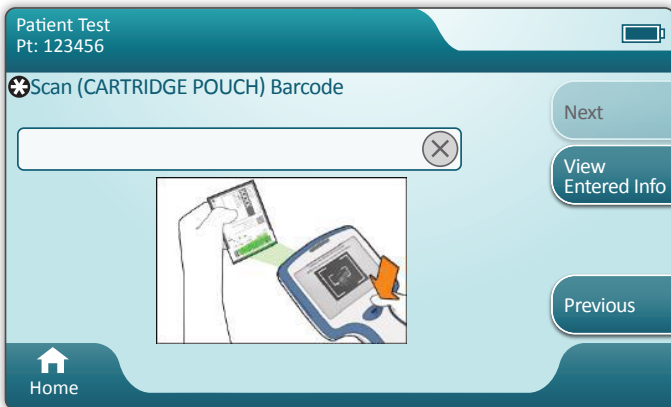 Patient Test
Pt: 123456
Scan (CARTRIDGE POUCH) Barcode
Next
View
Entered Info
Previous
Home